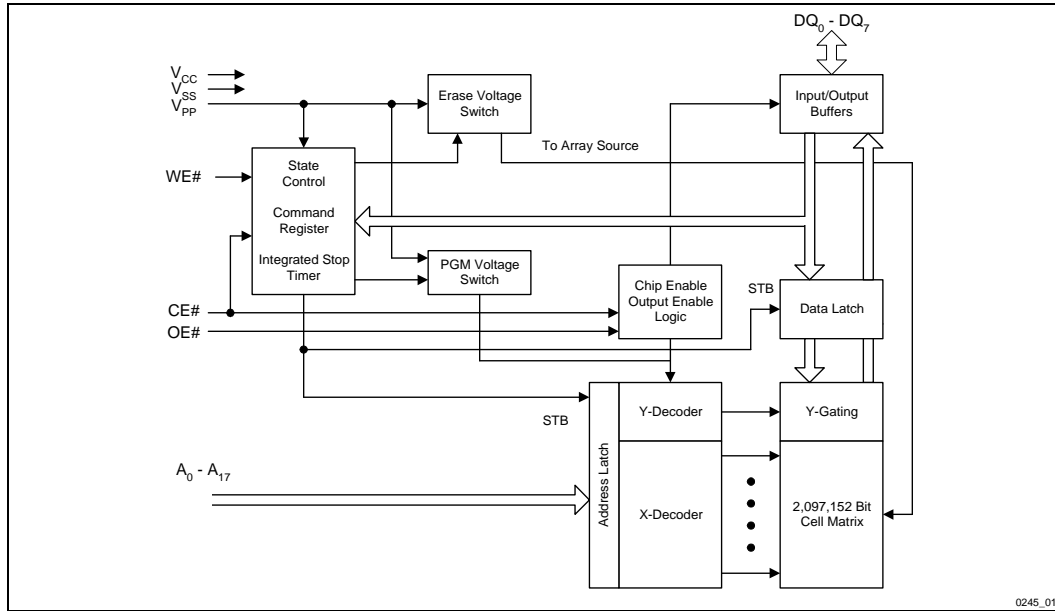 DQ0 - DQ7
VCC
VSS
VPP
Erase Voltage
Switch
Input/Output
Buffers
To Array Source
WE#
State
Control
Command
Register
Integrated Stop
Timer
PGM Voltage
Switch
Chip Enable
Output Enable
Logic
STB
Data Latch
CE#
OE#
STB
Address Latch
Y-Decoder
Y-Gating
A0 - A17
X-Decoder
2,097,152 Bit
Cell Matrix
0245_01